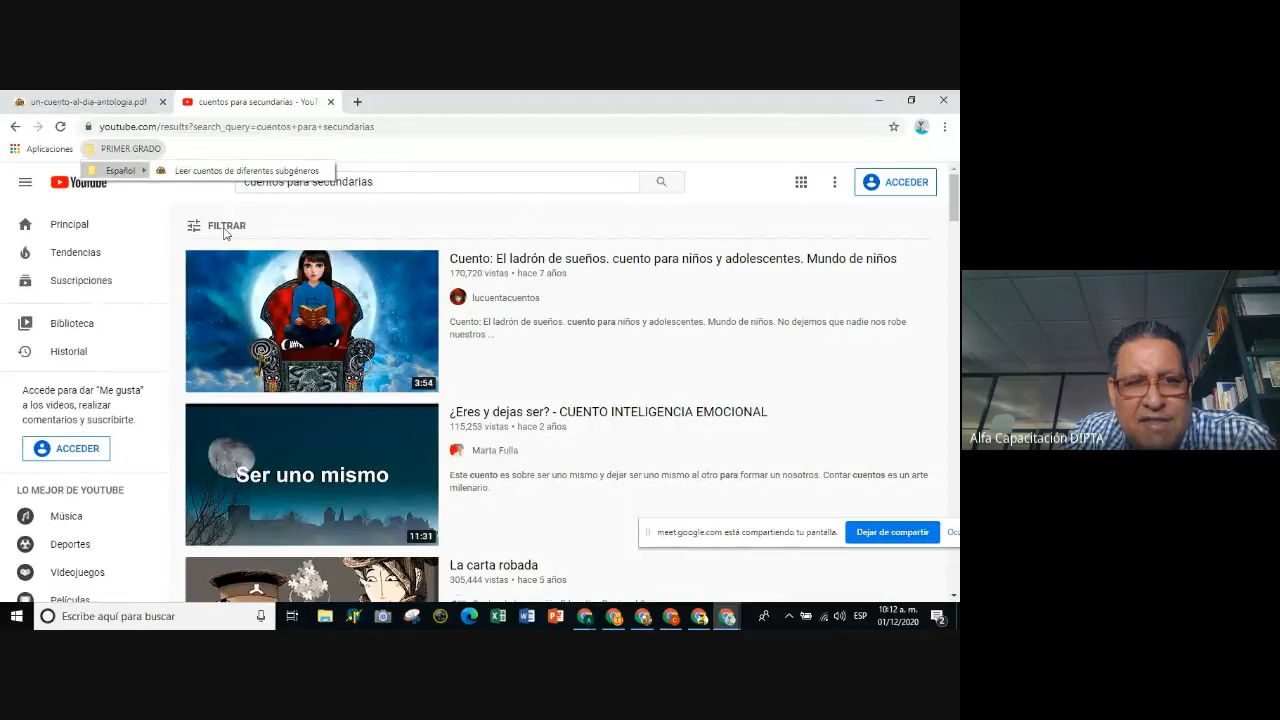 un-cuento-al-dia-antologia.pdf
cuentos para secundarias - YouT
youtube.com/results?search_query=cuentos+para+secundarias
Aplicaciones
PRIMER GRADO
Español
Leer cuentos de diferentes subgéneros
YouTube
cuentos para secundarias
ACCEDER
Principal
Tendencias
Suscripciones
Biblioteca
Historial
Accede para dar "Me gusta"
a los videos, realizar
comentarios y suscribirte.
ACCEDER
LO MEJOR DE YOUTUBE
Música
Deportes
Videojuegos
Películas
FILTRAR
3:54
Cuento: El ladrón de sueños. cuento para niños y adolescentes. Mundo de niños
170,720 vistas • hace 7 años
lucuentacuentos
Cuento: El ladrón de sueños. cuento para niños y adolescentes. Mundo de niños. No dejemos que nadie nos robe
nuestros ...
Ser uno mismo
11:31
¿Eres y dejas ser? - CUENTO INTELIGENCIA EMOCIONAL
115,253 vistas • hace 2 años
Marta Fulla
Este cuento es sobre ser uno mismo y dejar ser uno mismo al otro para formar un nosotros. Contar cuentos es un arte
milenario.
meet.google.com está compartiendo tu pantalla.
Dejar de compartir
Ocu
La carta robada
305,444 vistas • hace 5 años
Escribe aquí para buscar
ESP
10:12 a. m.
01/12/2020
2
Alfa Capacitación DIPTA